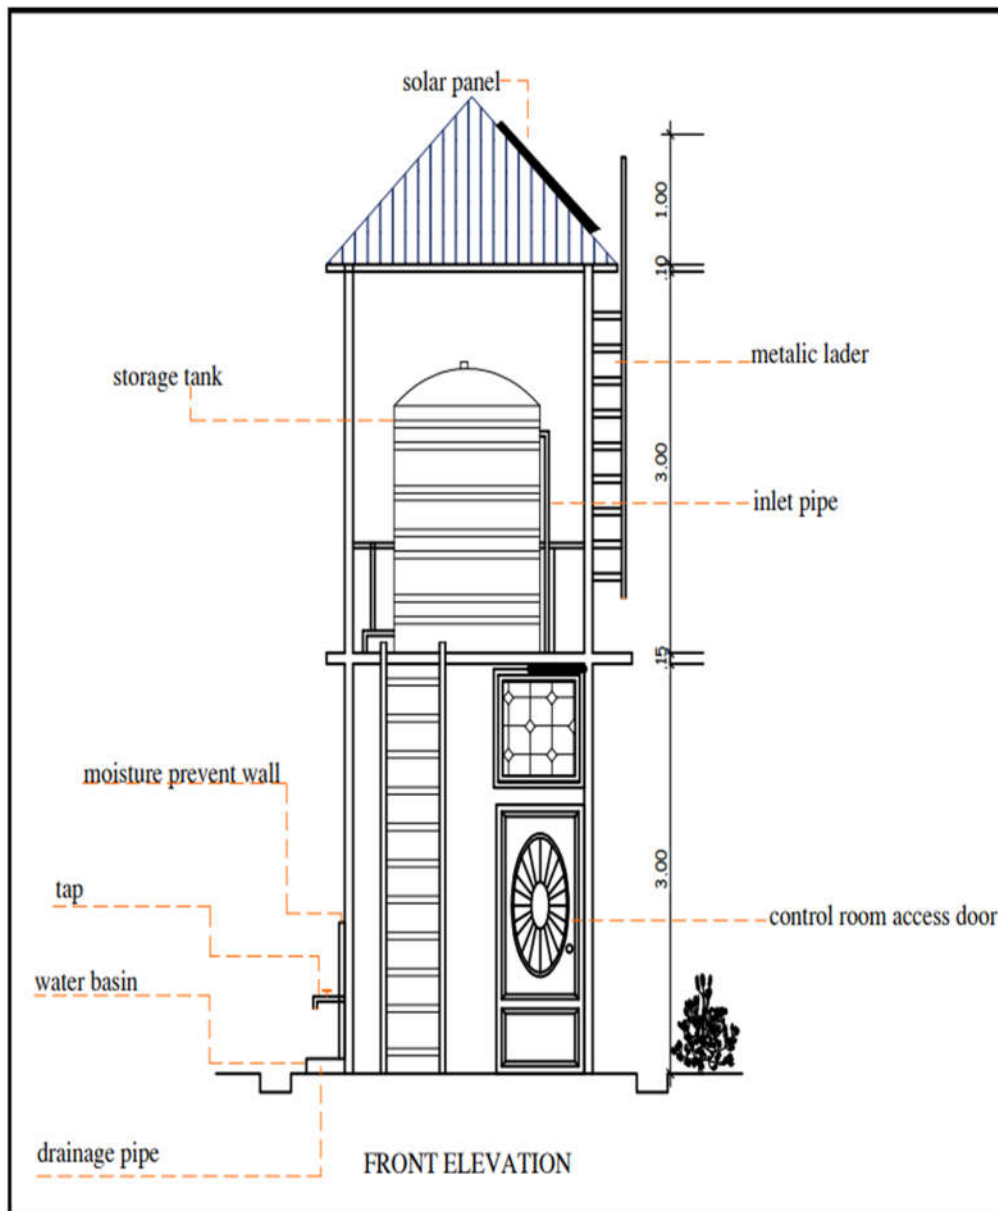 solar panel
1.00
.10
metalic lader
storage tank
3.00
inlet pipe
.15
moisture prevent wall
3.00
tap
control room access door
water basin
drainage pipe
FRONT ELEVATION